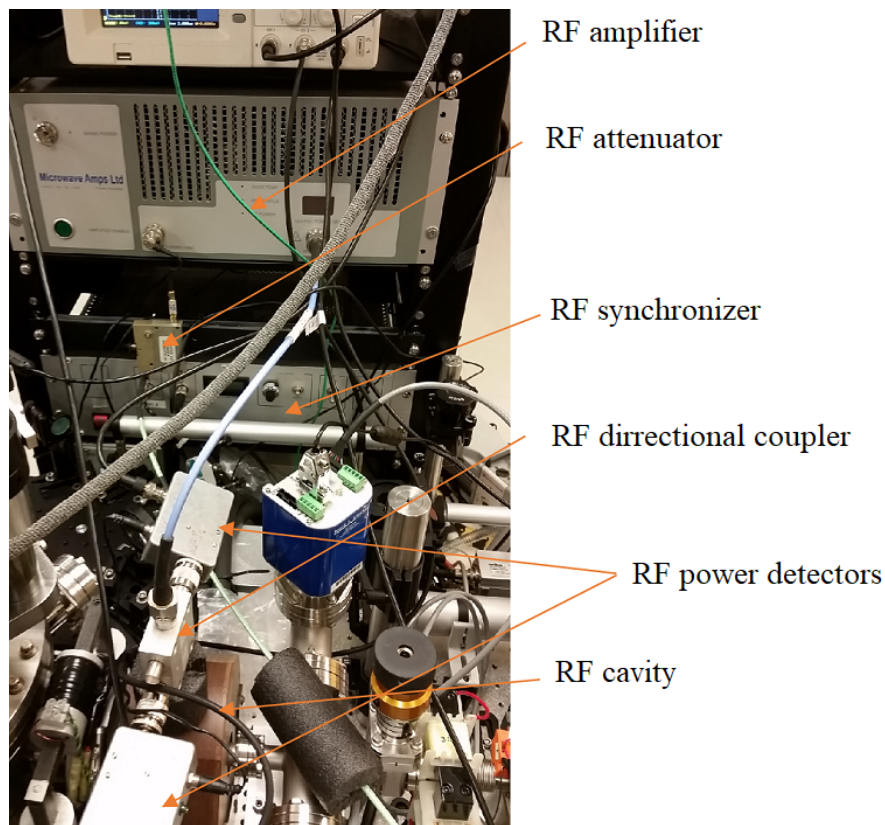 RF amplifier
RF attenuator
Microwave Amps Ltd
RF synchronizer
RF dirrectional coupler
RF power detectors
RF cavity